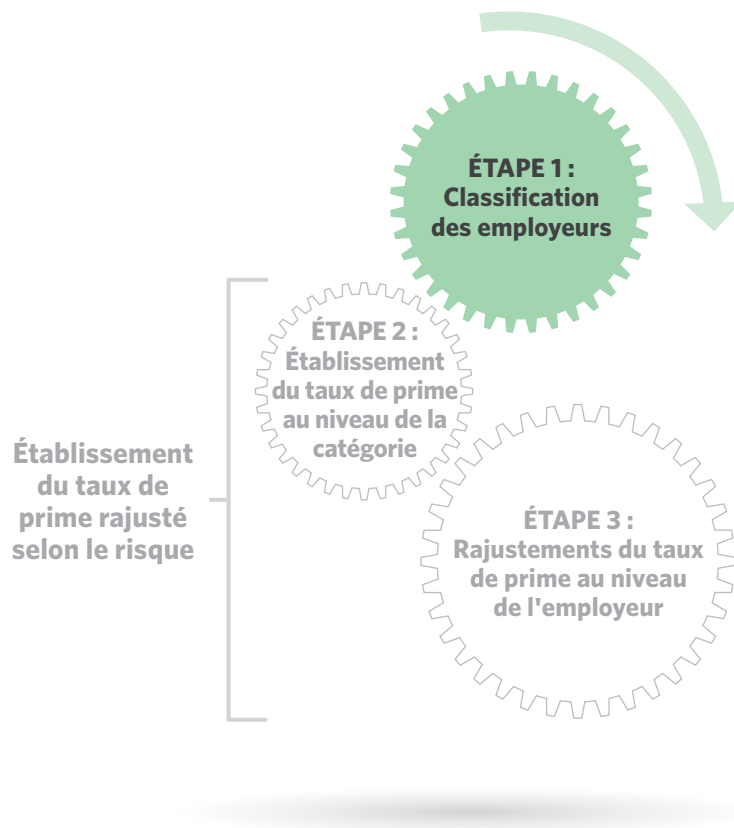 ÉTAPE 1 :
Classification
des employeurs
ÉTAPE 2 :
Établissement
du taux de prime
au niveau de la
catégorie
Établissement
du taux de
prime rajusté
selon le risque
ÉTAPE 3 :
Rajustements du taux
de prime au niveau
de l'employeur